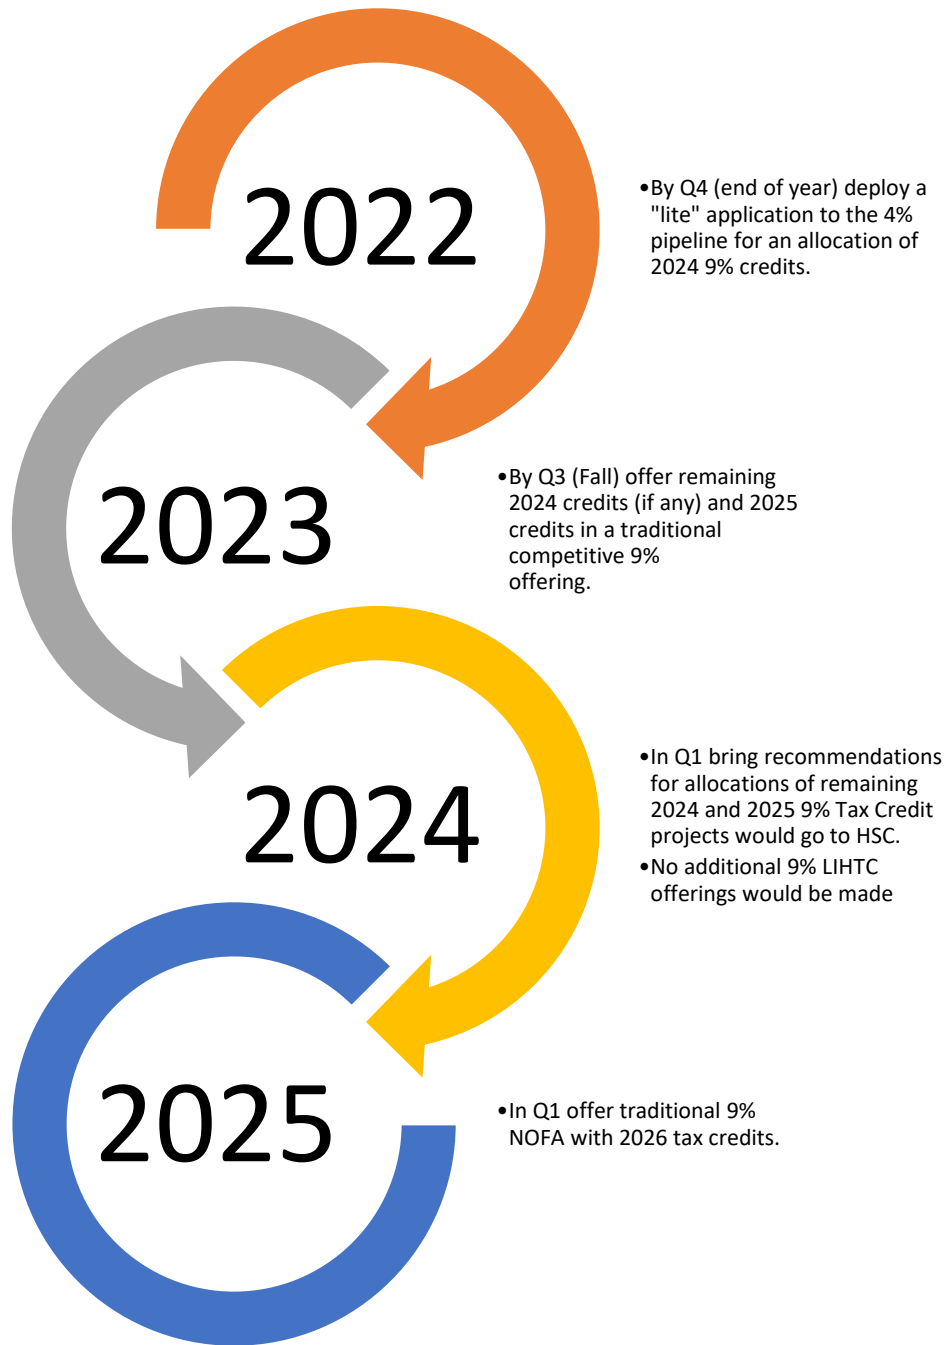 2022
•By Q4 (end of year) deploy a
"lite" application to the 4%
pipeline for an allocation of
2024 9% credits.
2023
•By Q3 (Fall) offer remaining
2024 credits (if any) and 2025
credits in a traditional
competitive 9%
offering.
2024
•In Q1 bring recommendations
for allocations of remaining
2024 and 2025 9% Tax Credit
projects would go to HSC.
•No additional 9% LIHTC
offerings would be made
2025
•In Q1 offer traditional 9%
NOFA with 2026 tax credits.